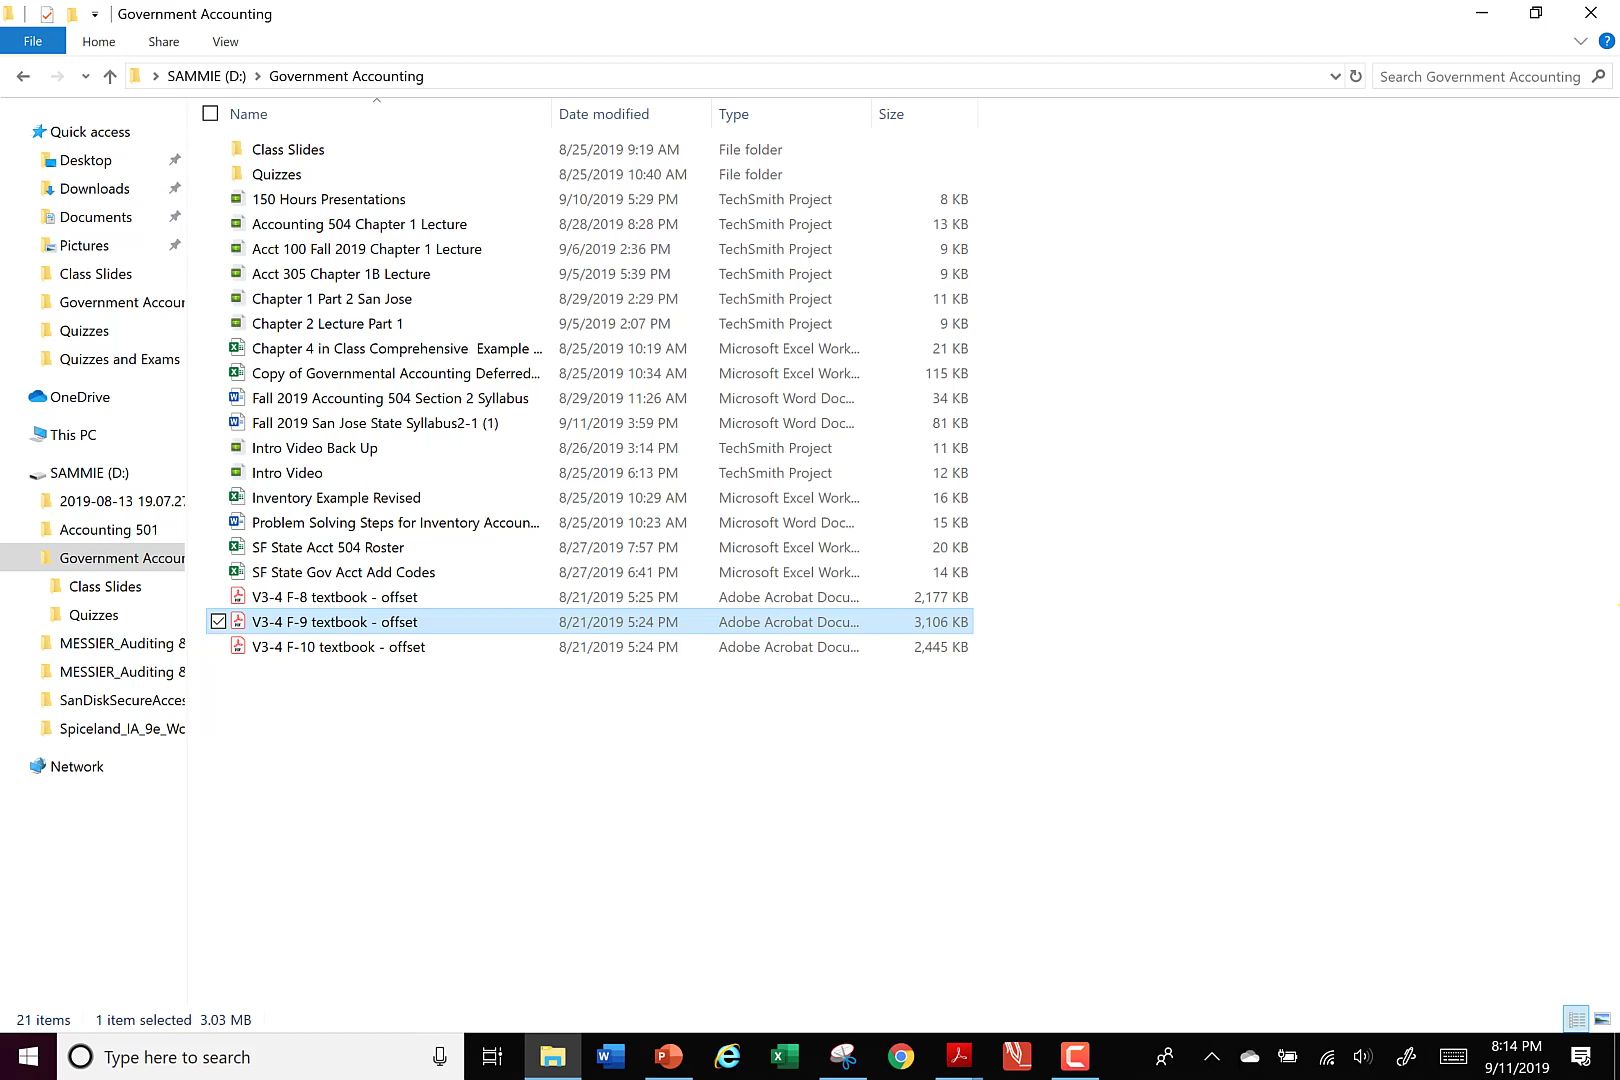 Government Accounting
File Home Share View
SAMMIE (D:) > Government Accounting
Search Government Accounting
Name Date modified Type Size
Quick access
Desktop
Downloads
Documents
Pictures
Class Slides
Government Accour
Quizzes
Quizzes and Exams
OneDrive
This PC
SAMMIE (D:)
2019-08-13 19.07.27
Accounting 501
Government Accour
Class Slides
Quizzes
MESSIER_Auditing &
MESSIER_Auditing &
SanDiskSecureAcces
Spiceland_IA_9e_Wo
Network
Class Slides 8/25/2019 9:19 AM File folder
Quizzes 8/25/2019 10:40 AM File folder
150 Hours Presentations 9/10/2019 5:29 PM TechSmith Project 8 KB
Accounting 504 Chapter 1 Lecture 8/28/2019 8:28 PM TechSmith Project 13 KB
Acct 100 Fall 2019 Chapter 1 Lecture 9/6/2019 2:36 PM TechSmith Project 9 KB
Acct 305 Chapter 1B Lecture 9/5/2019 5:39 PM TechSmith Project 9 KB
Chapter 1 Part 2 San Jose 8/29/2019 2:29 PM TechSmith Project 11 KB
Chapter 2 Lecture Part 1 9/5/2019 2:07 PM TechSmith Project 9 KB
Chapter 4 in Class Comprehensive Example ... 8/25/2019 10:19 AM Microsoft Excel Work... 21 KB
Copy of Governmental Accounting Deferred... 8/25/2019 10:34 AM Microsoft Excel Work... 115 KB
Fall 2019 Accounting 504 Section 2 Syllabus 8/29/2019 11:26 AM Microsoft Word Doc... 34 KB
Fall 2019 San Jose State Syllabus2-1 (1) 9/11/2019 3:59 PM Microsoft Word Doc... 81 KB
Intro Video Back Up 8/26/2019 3:14 PM TechSmith Project 11 KB
Intro Video 8/25/2019 6:13 PM TechSmith Project 12 KB
Inventory Example Revised 8/25/2019 10:29 AM Microsoft Excel Work... 16 KB
Problem Solving Steps for Inventory Accoun... 8/25/2019 10:23 AM Microsoft Word Doc... 15 KB
SF State Acct 504 Roster 8/27/2019 7:57 PM Microsoft Excel Work... 20 KB
SF State Gov Acct Add Codes 8/27/2019 6:41 PM Microsoft Excel Work... 14 KB
V3-4 F-8 textbook - offset 8/21/2019 5:25 PM Adobe Acrobat Docu... 2,177 KB
V3-4 F-9 textbook - offset 8/21/2019 5:24 PM Adobe Acrobat Docu... 3,106 KB
V3-4 F-10 textbook - offset 8/21/2019 5:24 PM Adobe Acrobat Docu... 2,445 KB
21 items 1 item selected 3.03 MB
Type here to search
8:14 PM
9/11/2019